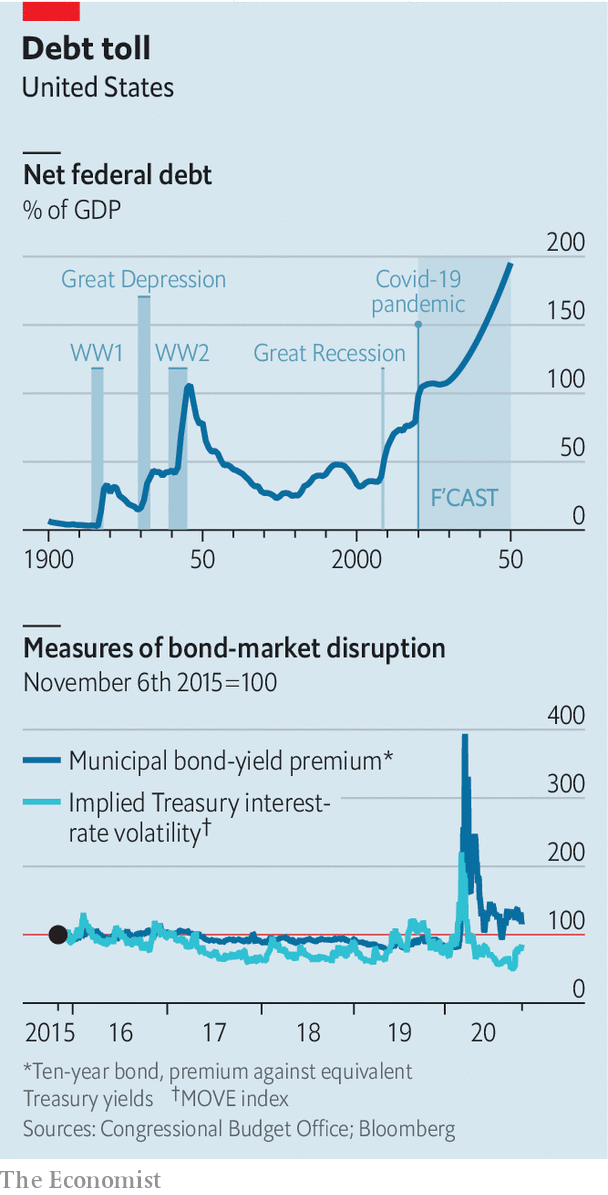 Debt toll
United States
Net federal debt
% of GDP
200
Great Depression
Covid-19
pandemic
150
WW1
WW2
Great Recession
100
50
F'CAST
0
1900
50
2000
50
Measures of bond-market disruption
November 6th 2015=100
400
Municipal bond-yield premium*
300
Implied Treasury interest-
rate volatility†
200
100
0
2015
16
17
18
19
20
*Ten-year bond, premium against equivalent
Treasury yields †MOVE index
Sources: Congressional Budget Office; Bloomberg
The Economist